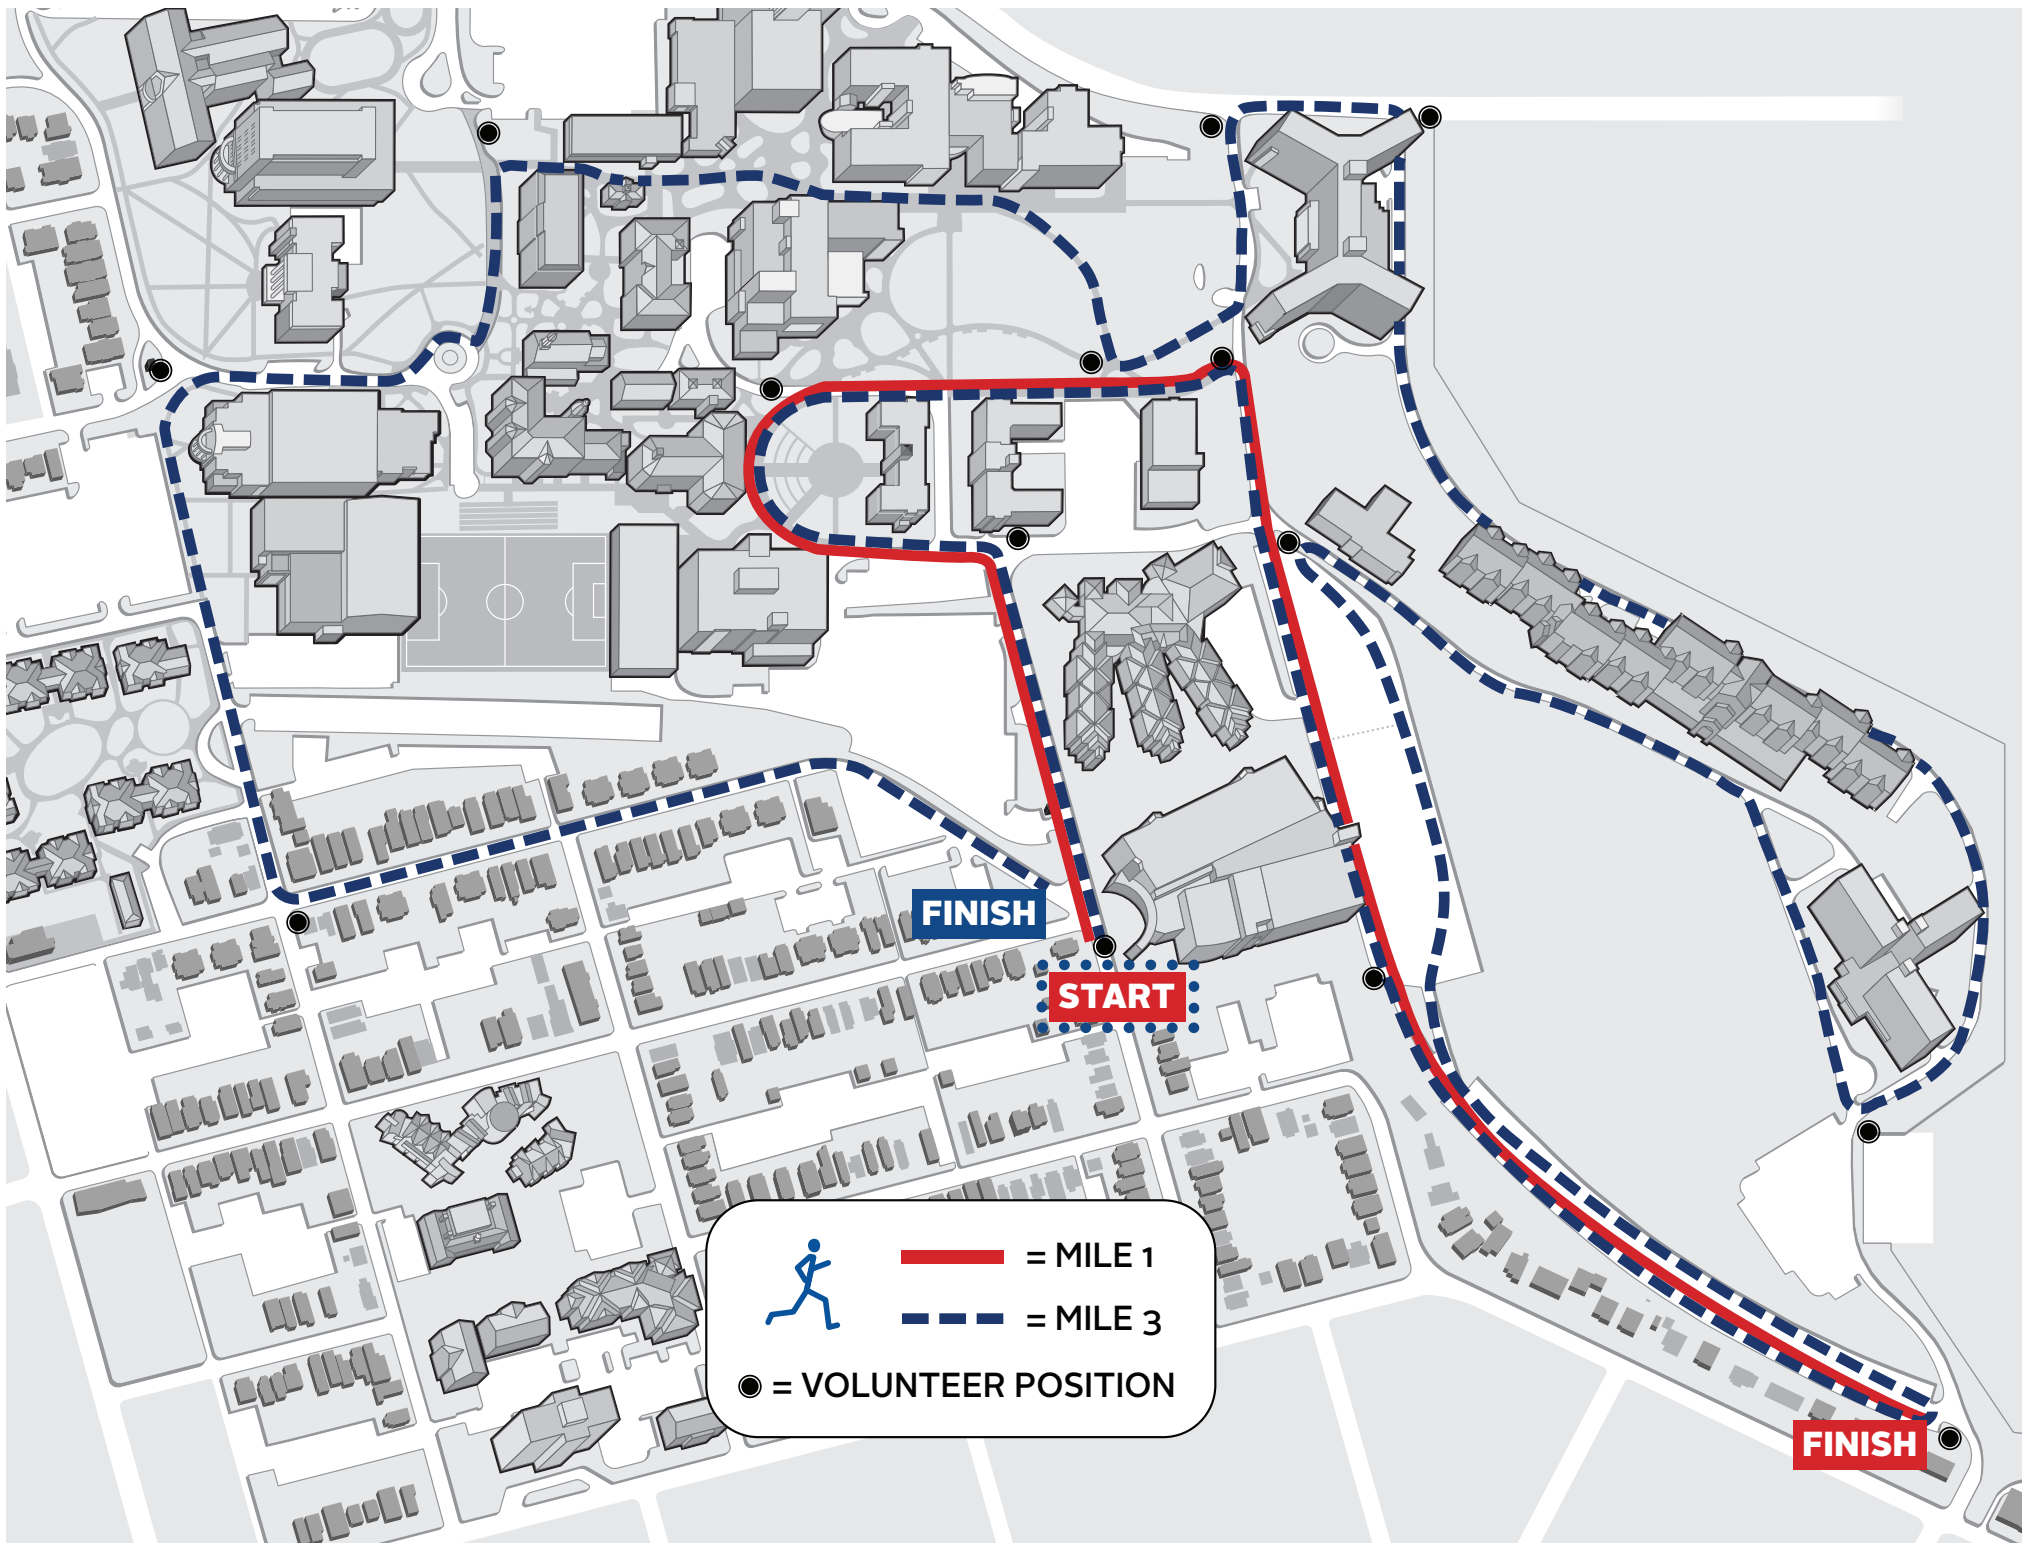 FINISH
START
= MILE 1
= MILE 3
= VOLUNTEER POSITION
FINISH